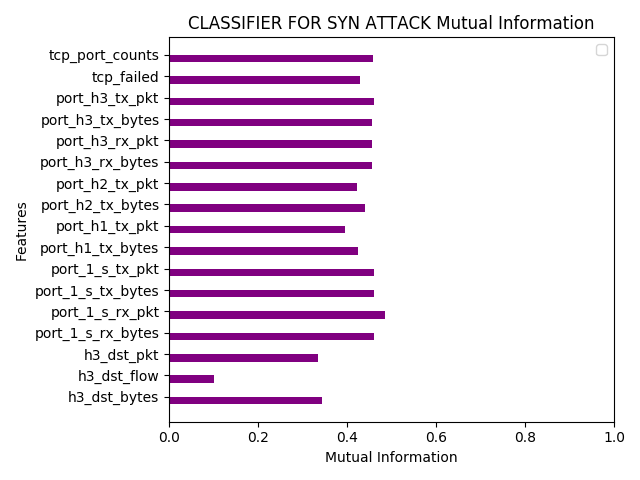 CLASSIFIER FOR SYN ATTACK Mutual Information
tcp_port_counts
tcp_failed
port_h3_tx_pkt
port_h3_tx_bytes
port_h3_rx_pkt
port_h3_rx_bytes
port_h2_tx_pkt
port_h2_tx_bytes
port_h1_tx_pkt
port_h1_tx_bytes
port_1_s_tx_pkt
port_1_s_tx_bytes
port_1_s_rx_pkt
port_1_s_rx_bytes
h3_dst_pkt
h3_dst_flow
h3_dst_bytes
Features
0.0 0.2 0.4 0.6 0.8 1.0
Mutual Information